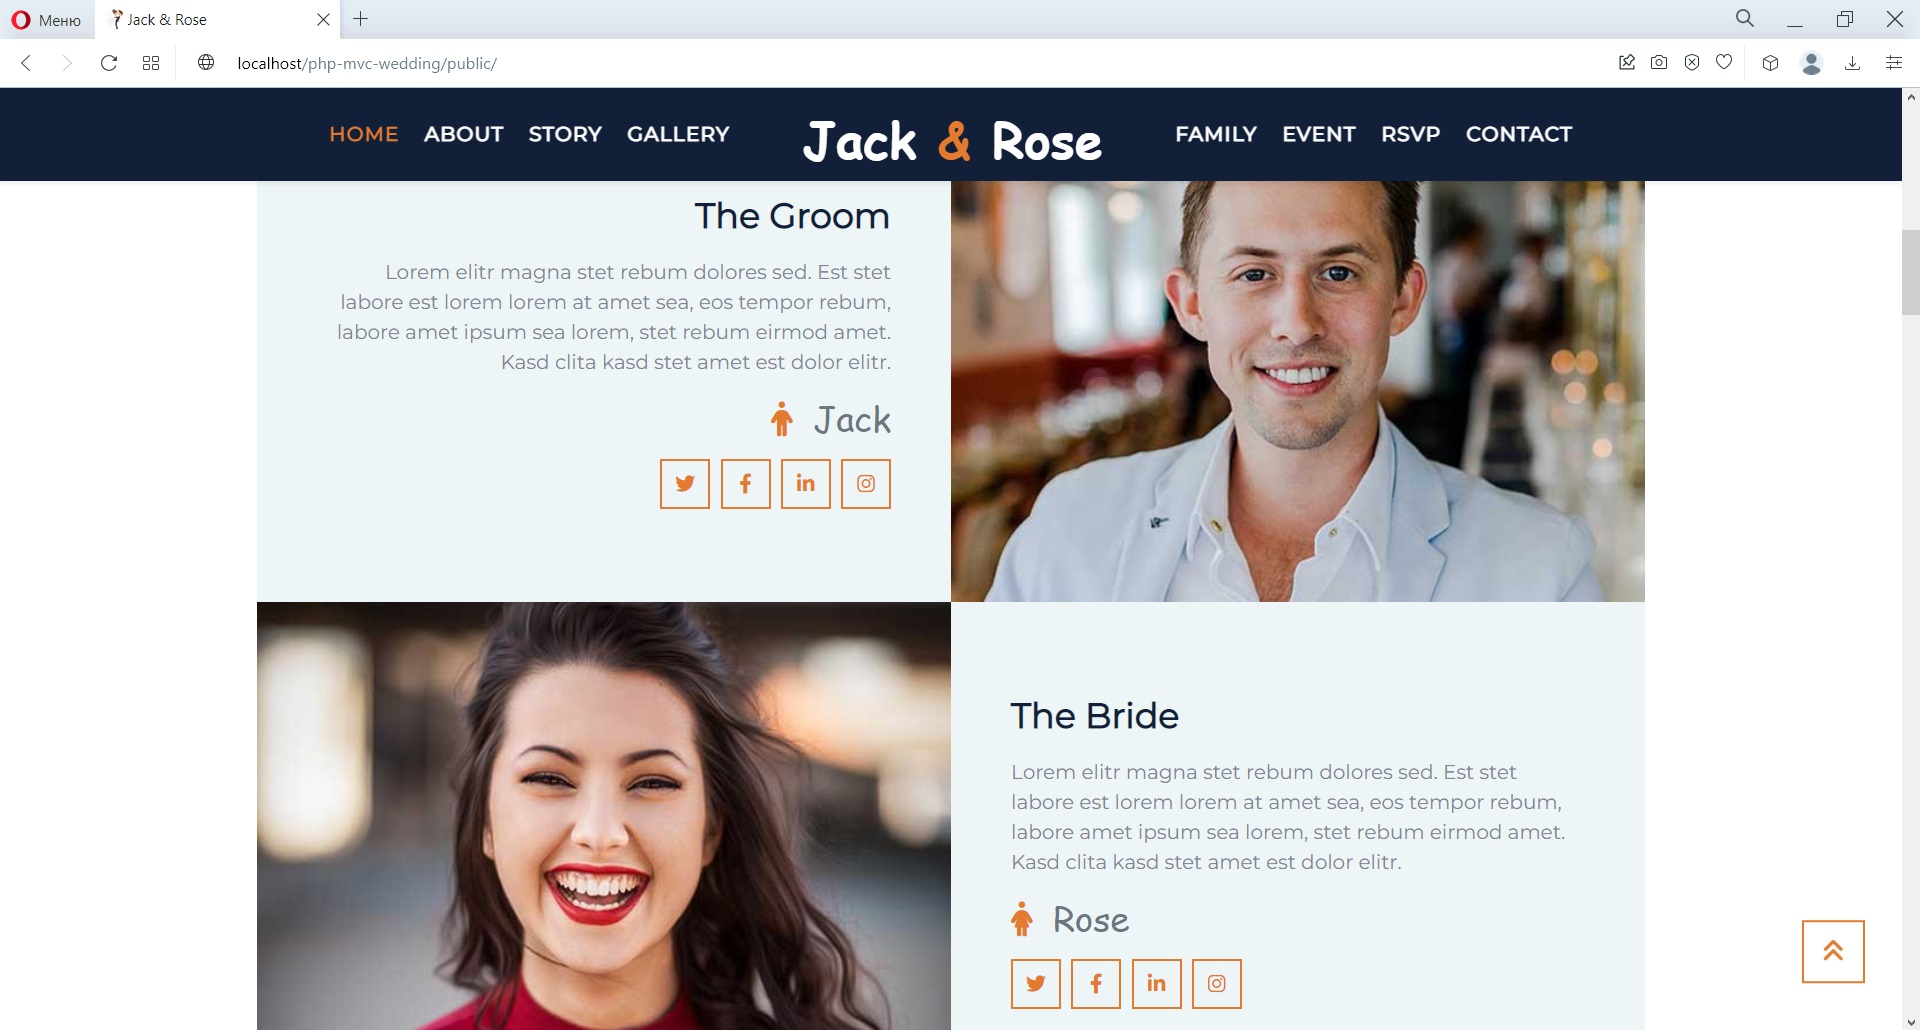 Меню
Jack & Rose
localhost/php-mvc-wedding/public/
HOME ABOUT STORY GALLERY Jack & Rose FAMILY EVENT RSVP CONTACT
The Groom
Lorem elitr magna stet rebum dolores sed. Est stet
labore est lorem lorem at amet sea, eos tempor rebum,
labore amet ipsum sea lorem, stet rebum eirmod amet.
Kasd clita kasd stet amet est dolor elitr.
Jack
The Bride
Lorem elitr magna stet rebum dolores sed. Est stet
labore est lorem lorem at amet sea, eos tempor rebum,
labore amet ipsum sea lorem, stet rebum eirmod amet.
Kasd clita kasd stet amet est dolor elitr.
Rose